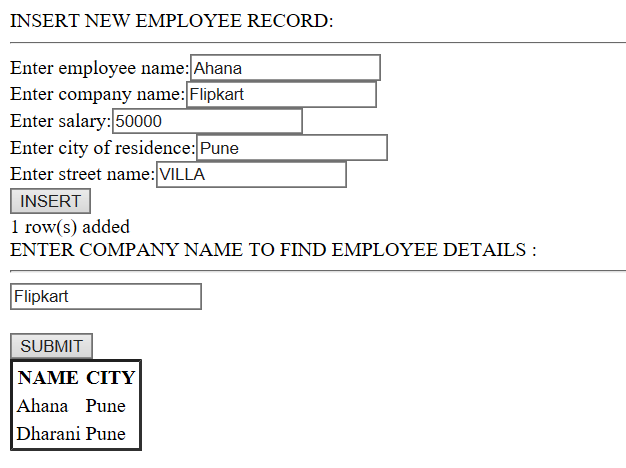 INSERT NEW EMPLOYEE RECORD:
Enter employee name: Ahana
Enter company name: Flipkart
Enter salary: 50000
Enter city of residence: Pune
Enter street name: VILLA
INSERT
1 row(s) added
ENTER COMPANY NAME TO FIND EMPLOYEE DETAILS :
Flipkart
SUBMIT
NAME CITY
Ahana Pune
Dharani Pune